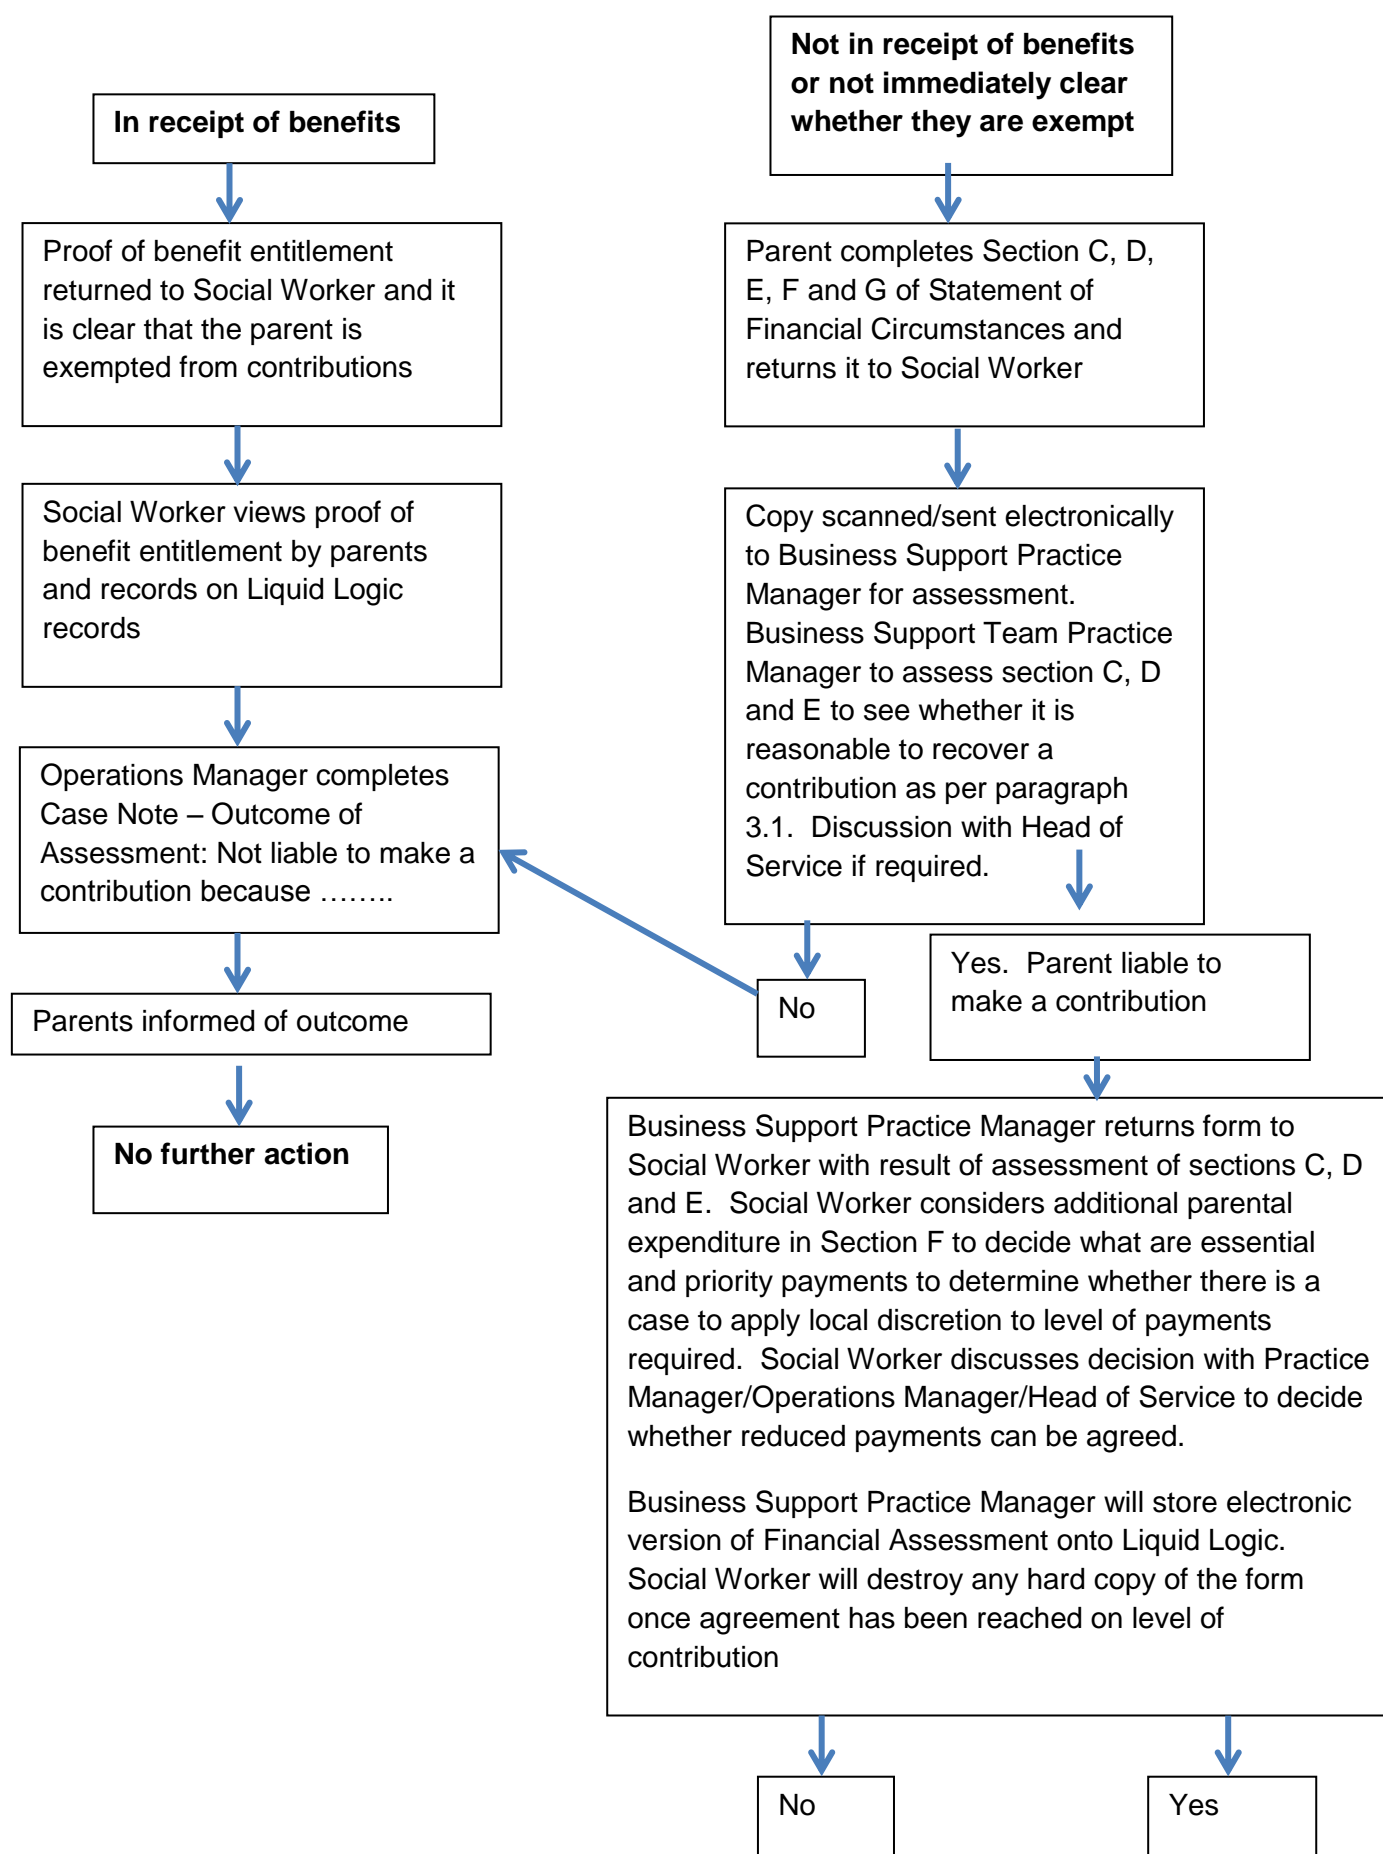 In receipt of benefits
Proof of benefit entitlement
returned to Social Worker and it
is clear that the parent is
exempted from contributions
Social Worker views proof of
benefit entitlement by parents
and records on Liquid Logic
records
Operations Manager completes
Case Note – Outcome of
Assessment: Not liable to make a
contribution because ……..
Parents informed of outcome
No further action
Not in receipt of benefits
or not immediately clear
whether they are exempt
Parent completes Section C, D,
E, F and G of Statement of
Financial Circumstances and
returns it to Social Worker
Copy scanned/sent electronically
to Business Support Practice
Manager for assessment.
Business Support Team Practice
Manager to assess section C, D
and E to see whether it is
reasonable to recover a
contribution as per paragraph
3.1.  Discussion with Head of
Service if required.
No
Yes.  Parent liable to
make a contribution
Business Support Practice Manager returns form to
Social Worker with result of assessment of sections C, D
and E.  Social Worker considers additional parental
expenditure in Section F to decide what are essential
and priority payments to determine whether there is a
case to apply local discretion to level of payments
required.  Social Worker discusses decision with Practice
Manager/Operations Manager/Head of Service to decide
whether reduced payments can be agreed.
Business Support Practice Manager will store electronic
version of Financial Assessment onto Liquid Logic.
Social Worker will destroy any hard copy of the form
once agreement has been reached on level of
contribution
No
Yes